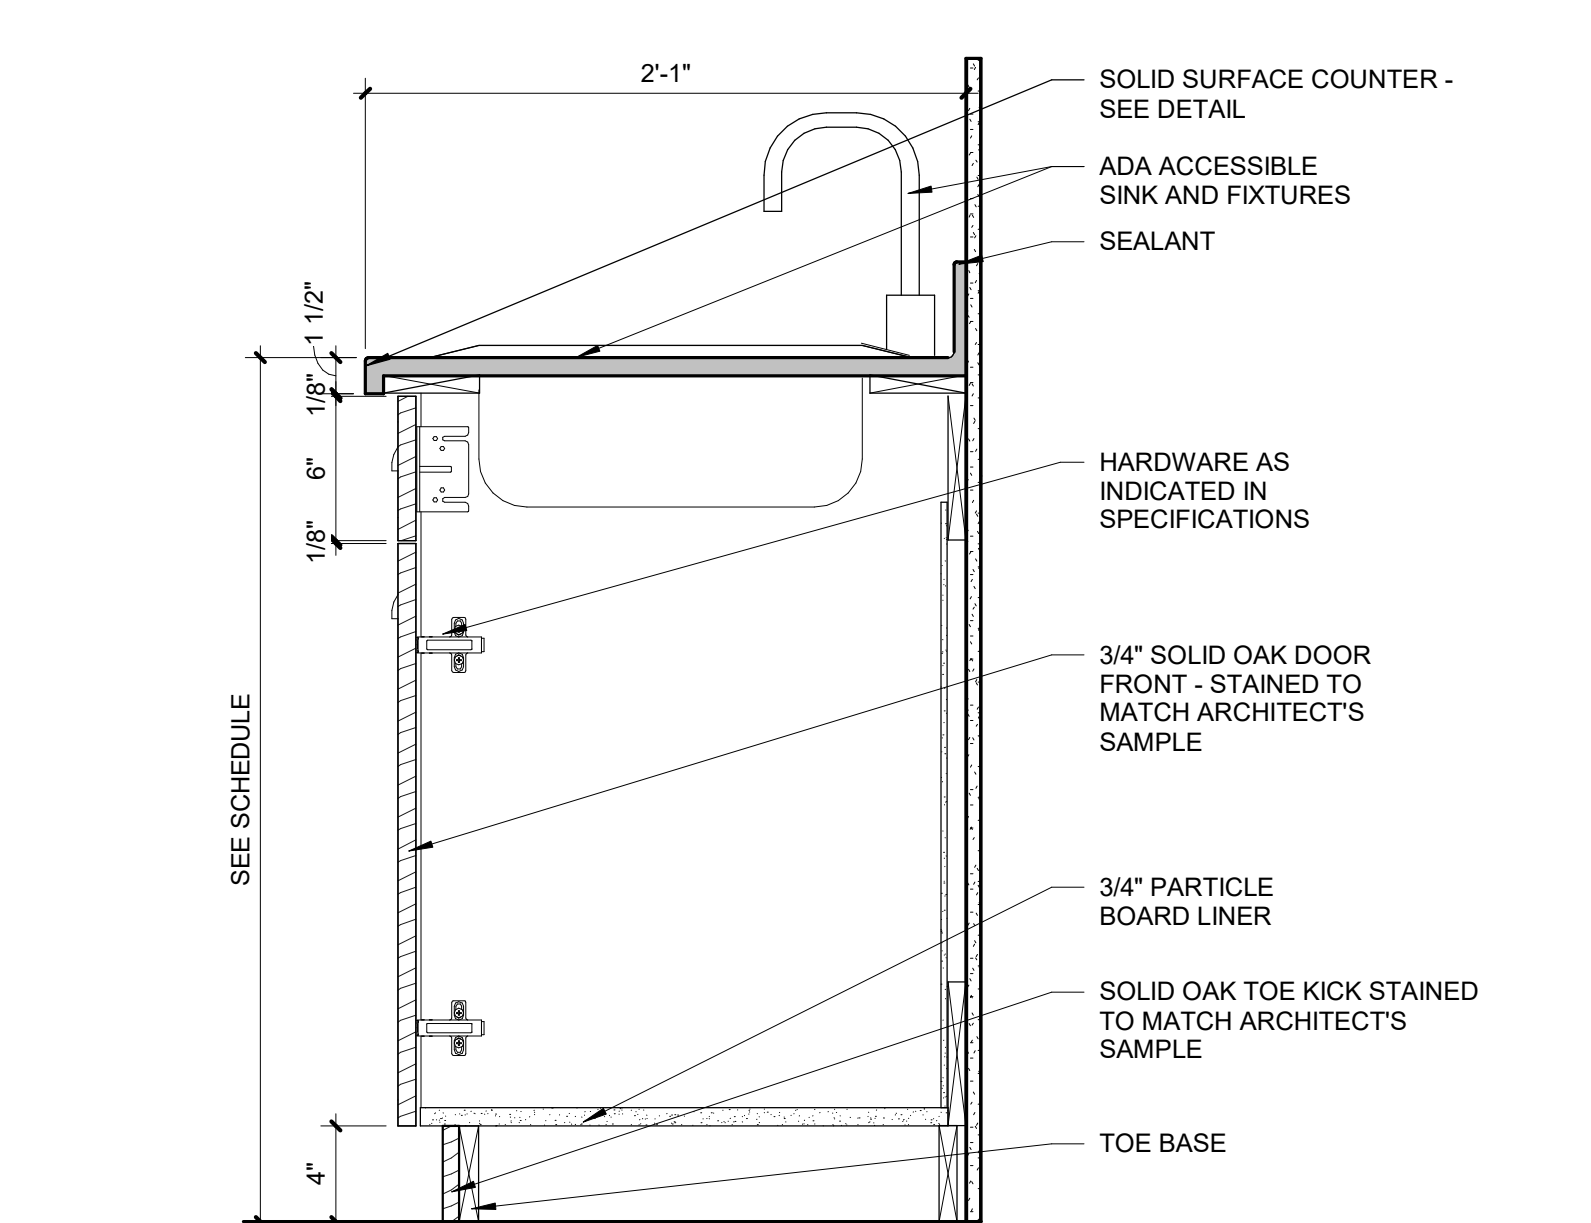 2'-1"
SOLID SURFACE COUNTER -
SEE DETAIL
ADA ACCESSIBLE
SINK AND FIXTURES
SEALANT
1 1/2"
1/8"
6"
1/8"
HARDWARE AS
INDICATED IN
SPECIFICATIONS
3/4" SOLID OAK DOOR
FRONT - STAINED TO
MATCH ARCHITECT'S
SAMPLE
SEE SCHEDULE
3/4" PARTICLE
BOARD LINER
SOLID OAK TOE KICK STAINED
TO MATCH ARCHITECT'S
SAMPLE
TOE BASE
4"